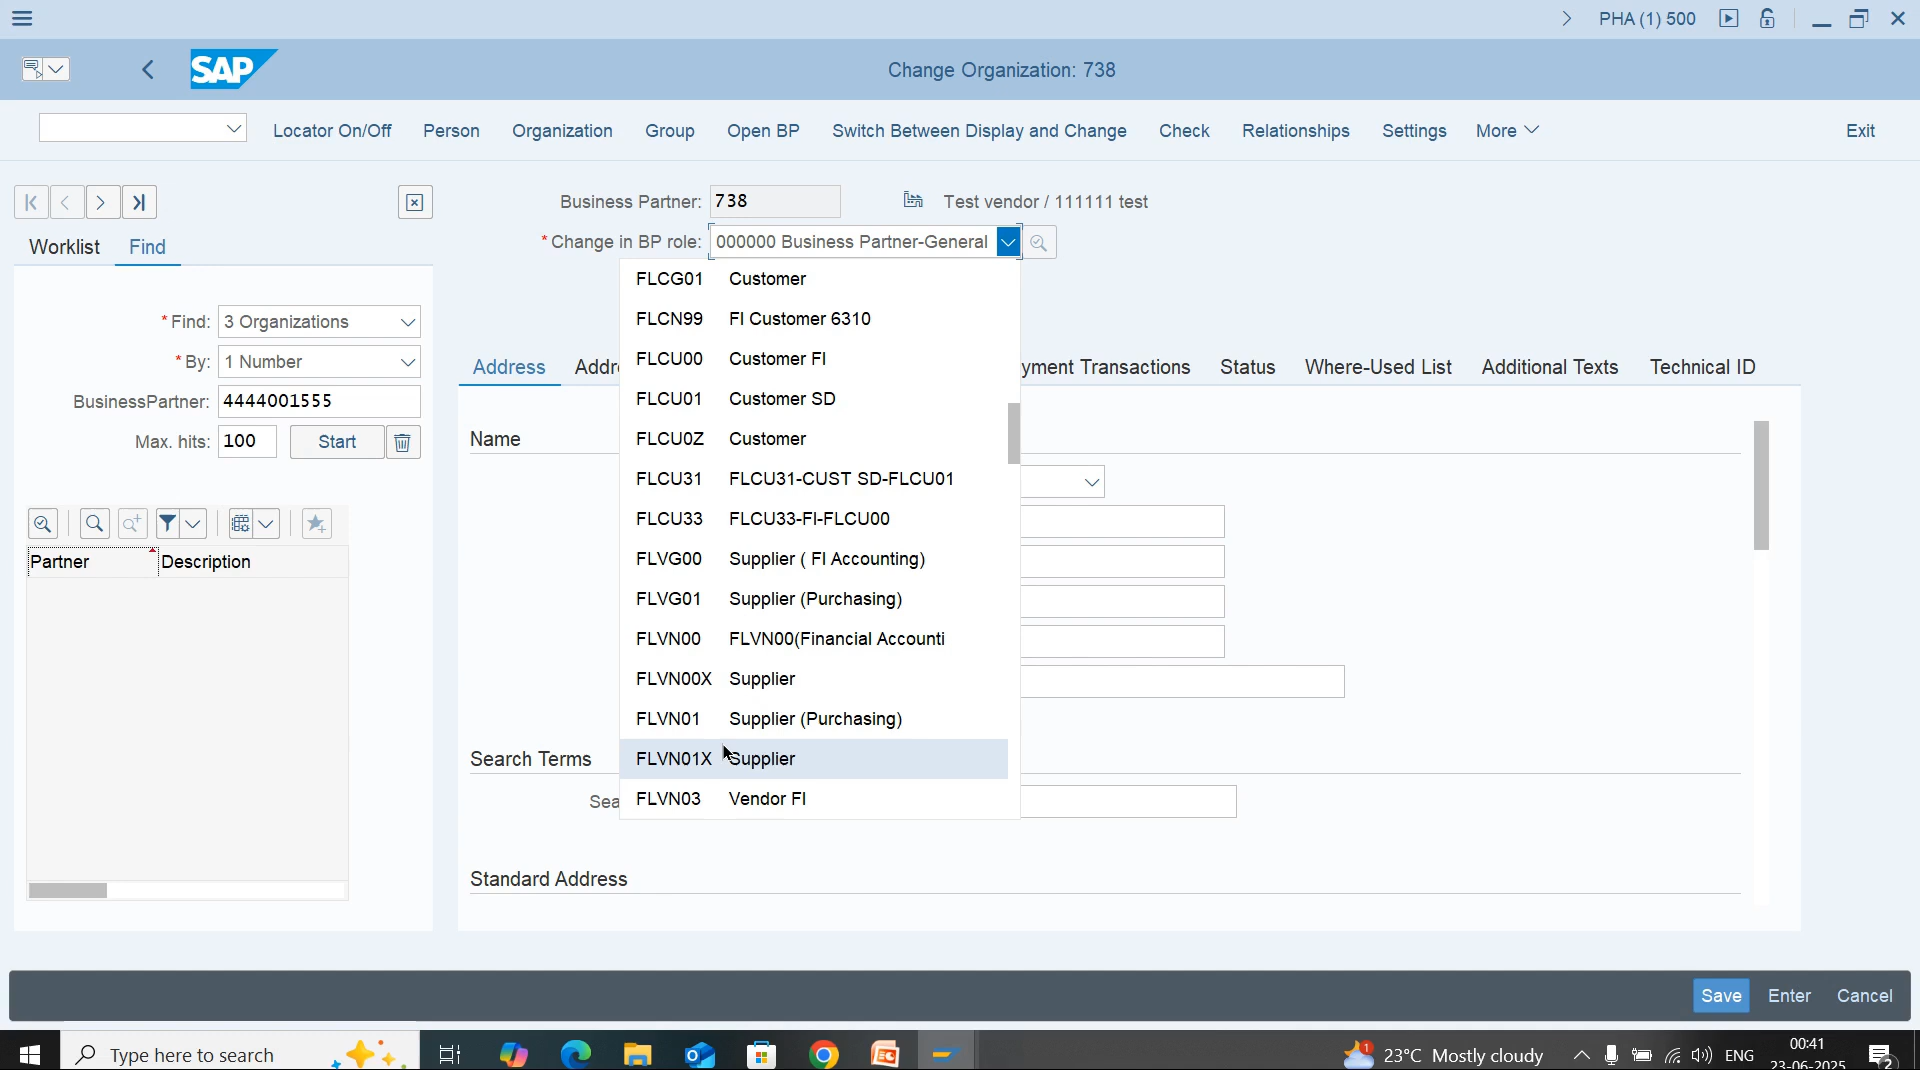 PHA (1) 500
SAP
Change Organization: 738
Locator On/Off Person Organization Group Open BP Switch Between Display and Change Check Relationships Settings More Exit
Business Partner: 738 Test vendor / 111111 test
* Change in BP role: 000000 Business Partner-General
Worklist Find
* Find: 3 Organizations
* By: 1 Number
BusinessPartner: 4444001555
Max. hits: 100 Start
Partner Description
FLCG01 Customer
FLCN99 FI Customer 6310
FLCU00 Customer FI
FLCU01 Customer SD
FLCU0Z Customer
FLCU31 FLCU31-CUST SD-FLCU01
FLCU33 FLCU33-FI-FLCU00
FLVG00 Supplier ( FI Accounting)
FLVG01 Supplier (Purchasing)
FLVN00 FLVN00(Financial Accounti
FLVN00X Supplier
FLVN01 Supplier (Purchasing)
FLVN01X Supplier
FLVN03 Vendor FI
Address Addr yment Transactions Status Where-Used List Additional Texts Technical ID
Name
Search Terms
Sea
Standard Address
Save Enter Cancel
Type here to search
23°C Mostly cloudy
ENG
00:41
23-06-2025
2